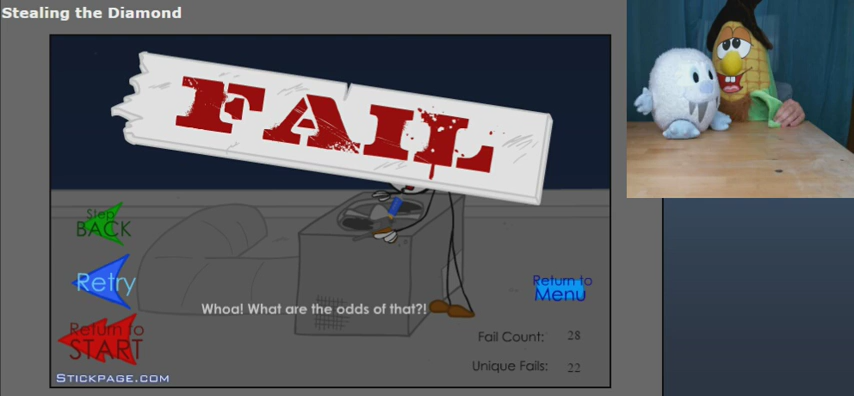 Stealing the Diamond
FAIL
Step
BACK
Retry
Return to
START
Whoa! What are the odds of that?!
Return to
Menu
Fail Count: 28
Unique Fails: 22
STICKPAGE.COM